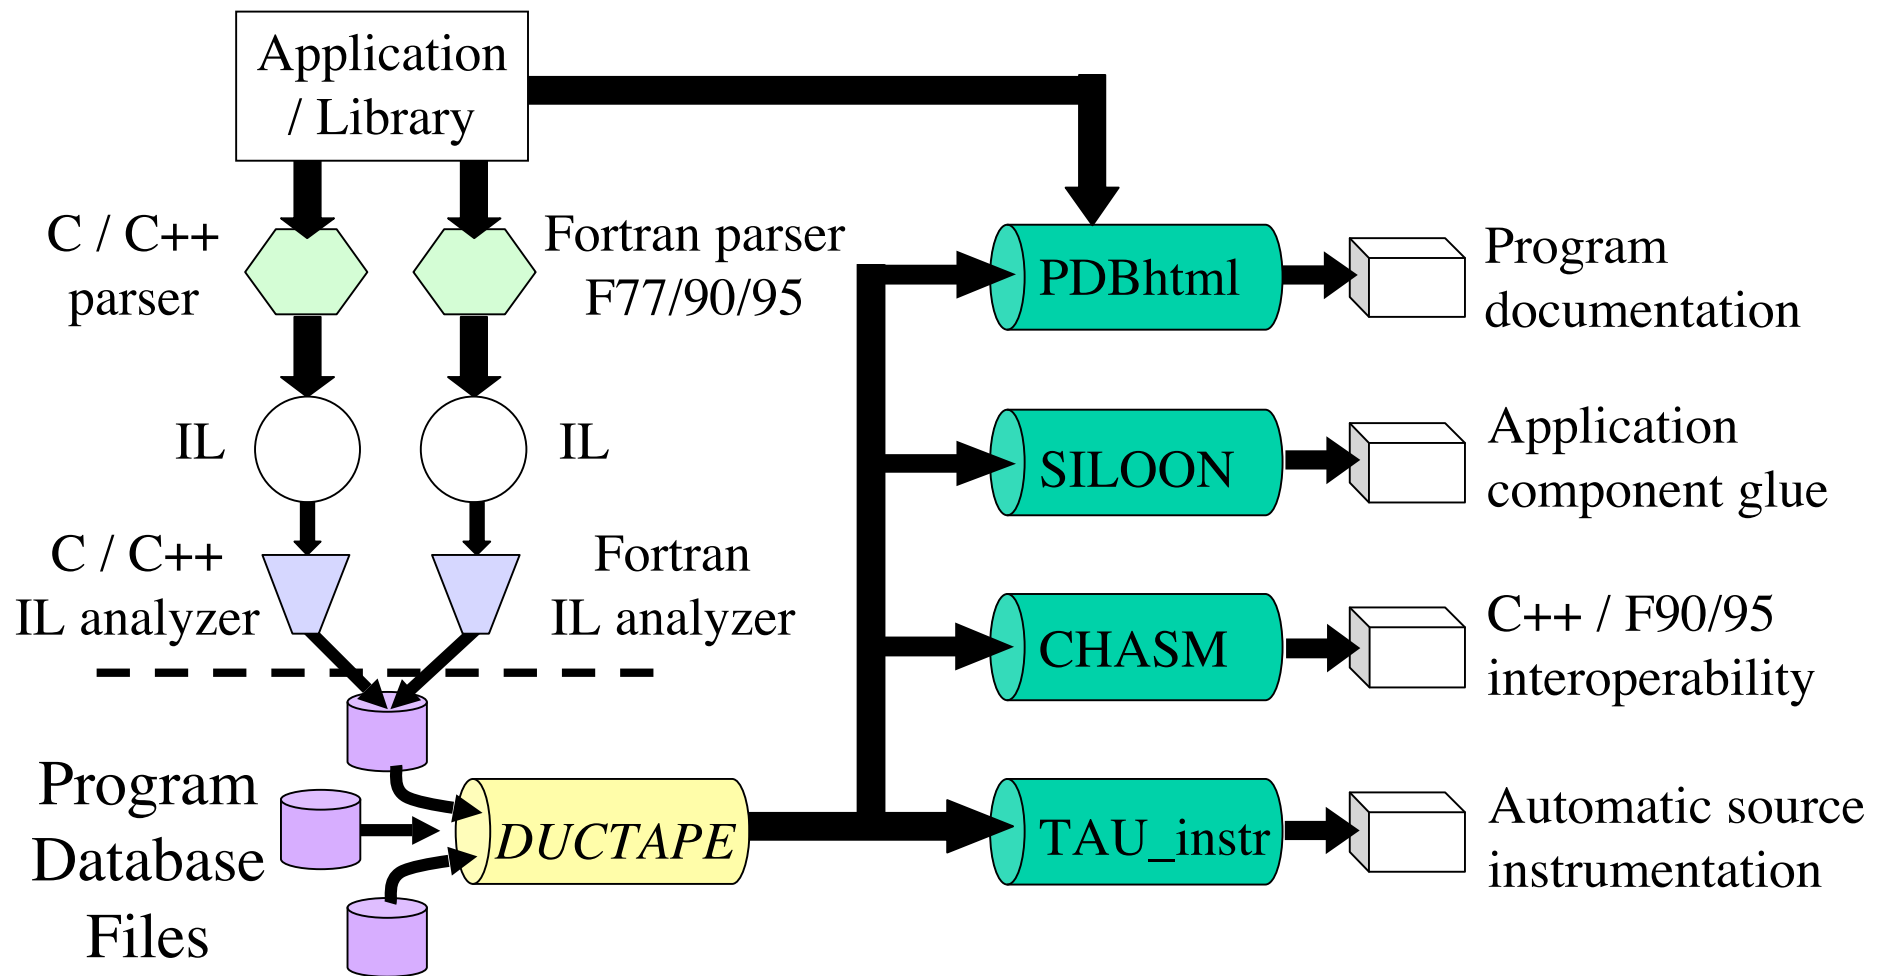 Application
/ Library
C / C++
parser
Fortran parser
F77/90/95
IL
IL
C / C++
IL analyzer
Fortran
IL analyzer
Program
Database
Files
DUCTAPE
PDBhtml
Program
documentation
SILOON
Application
component glue
CHASM
C++ / F90/95
interoperability
TAU_instr
Automatic source
instrumentation